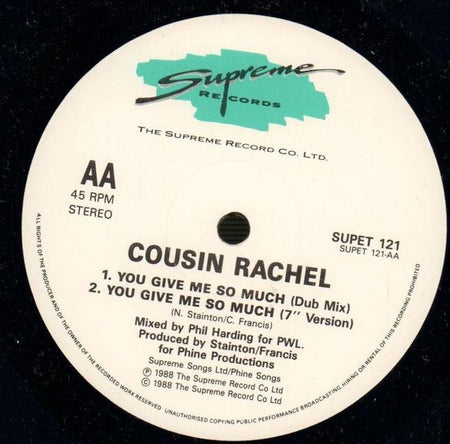 Supreme
RECORDS
THE SUPREME RECORD CO. LTD.
AA
45 RPM
STEREO
SUPET 121
SUPET 121-AA
COUSIN RACHEL
1. YOU GIVE ME SO MUCH (Dub Mix)
2. YOU GIVE ME SO MUCH (7" Version)
(N. Stainton/C. Francis)
Mixed by Phil Harding for PWL.
Produced by Stainton/Francis
for Phine Productions
Supreme Songs Ltd/Phine Songs
℗ 1988 The Supreme Record Co Ltd
© 1988 The Supreme Record Co Ltd
ALL RIGHTS OF THE PRODUCER AND OF THE OWNER OF THE RECORDED WORK RESERVED. UNAUTHORISED COPYING PUBLIC PERFORMANCE BROADCASTING, HIRING OR RENTAL OF THIS RECORDING PROHIBITED